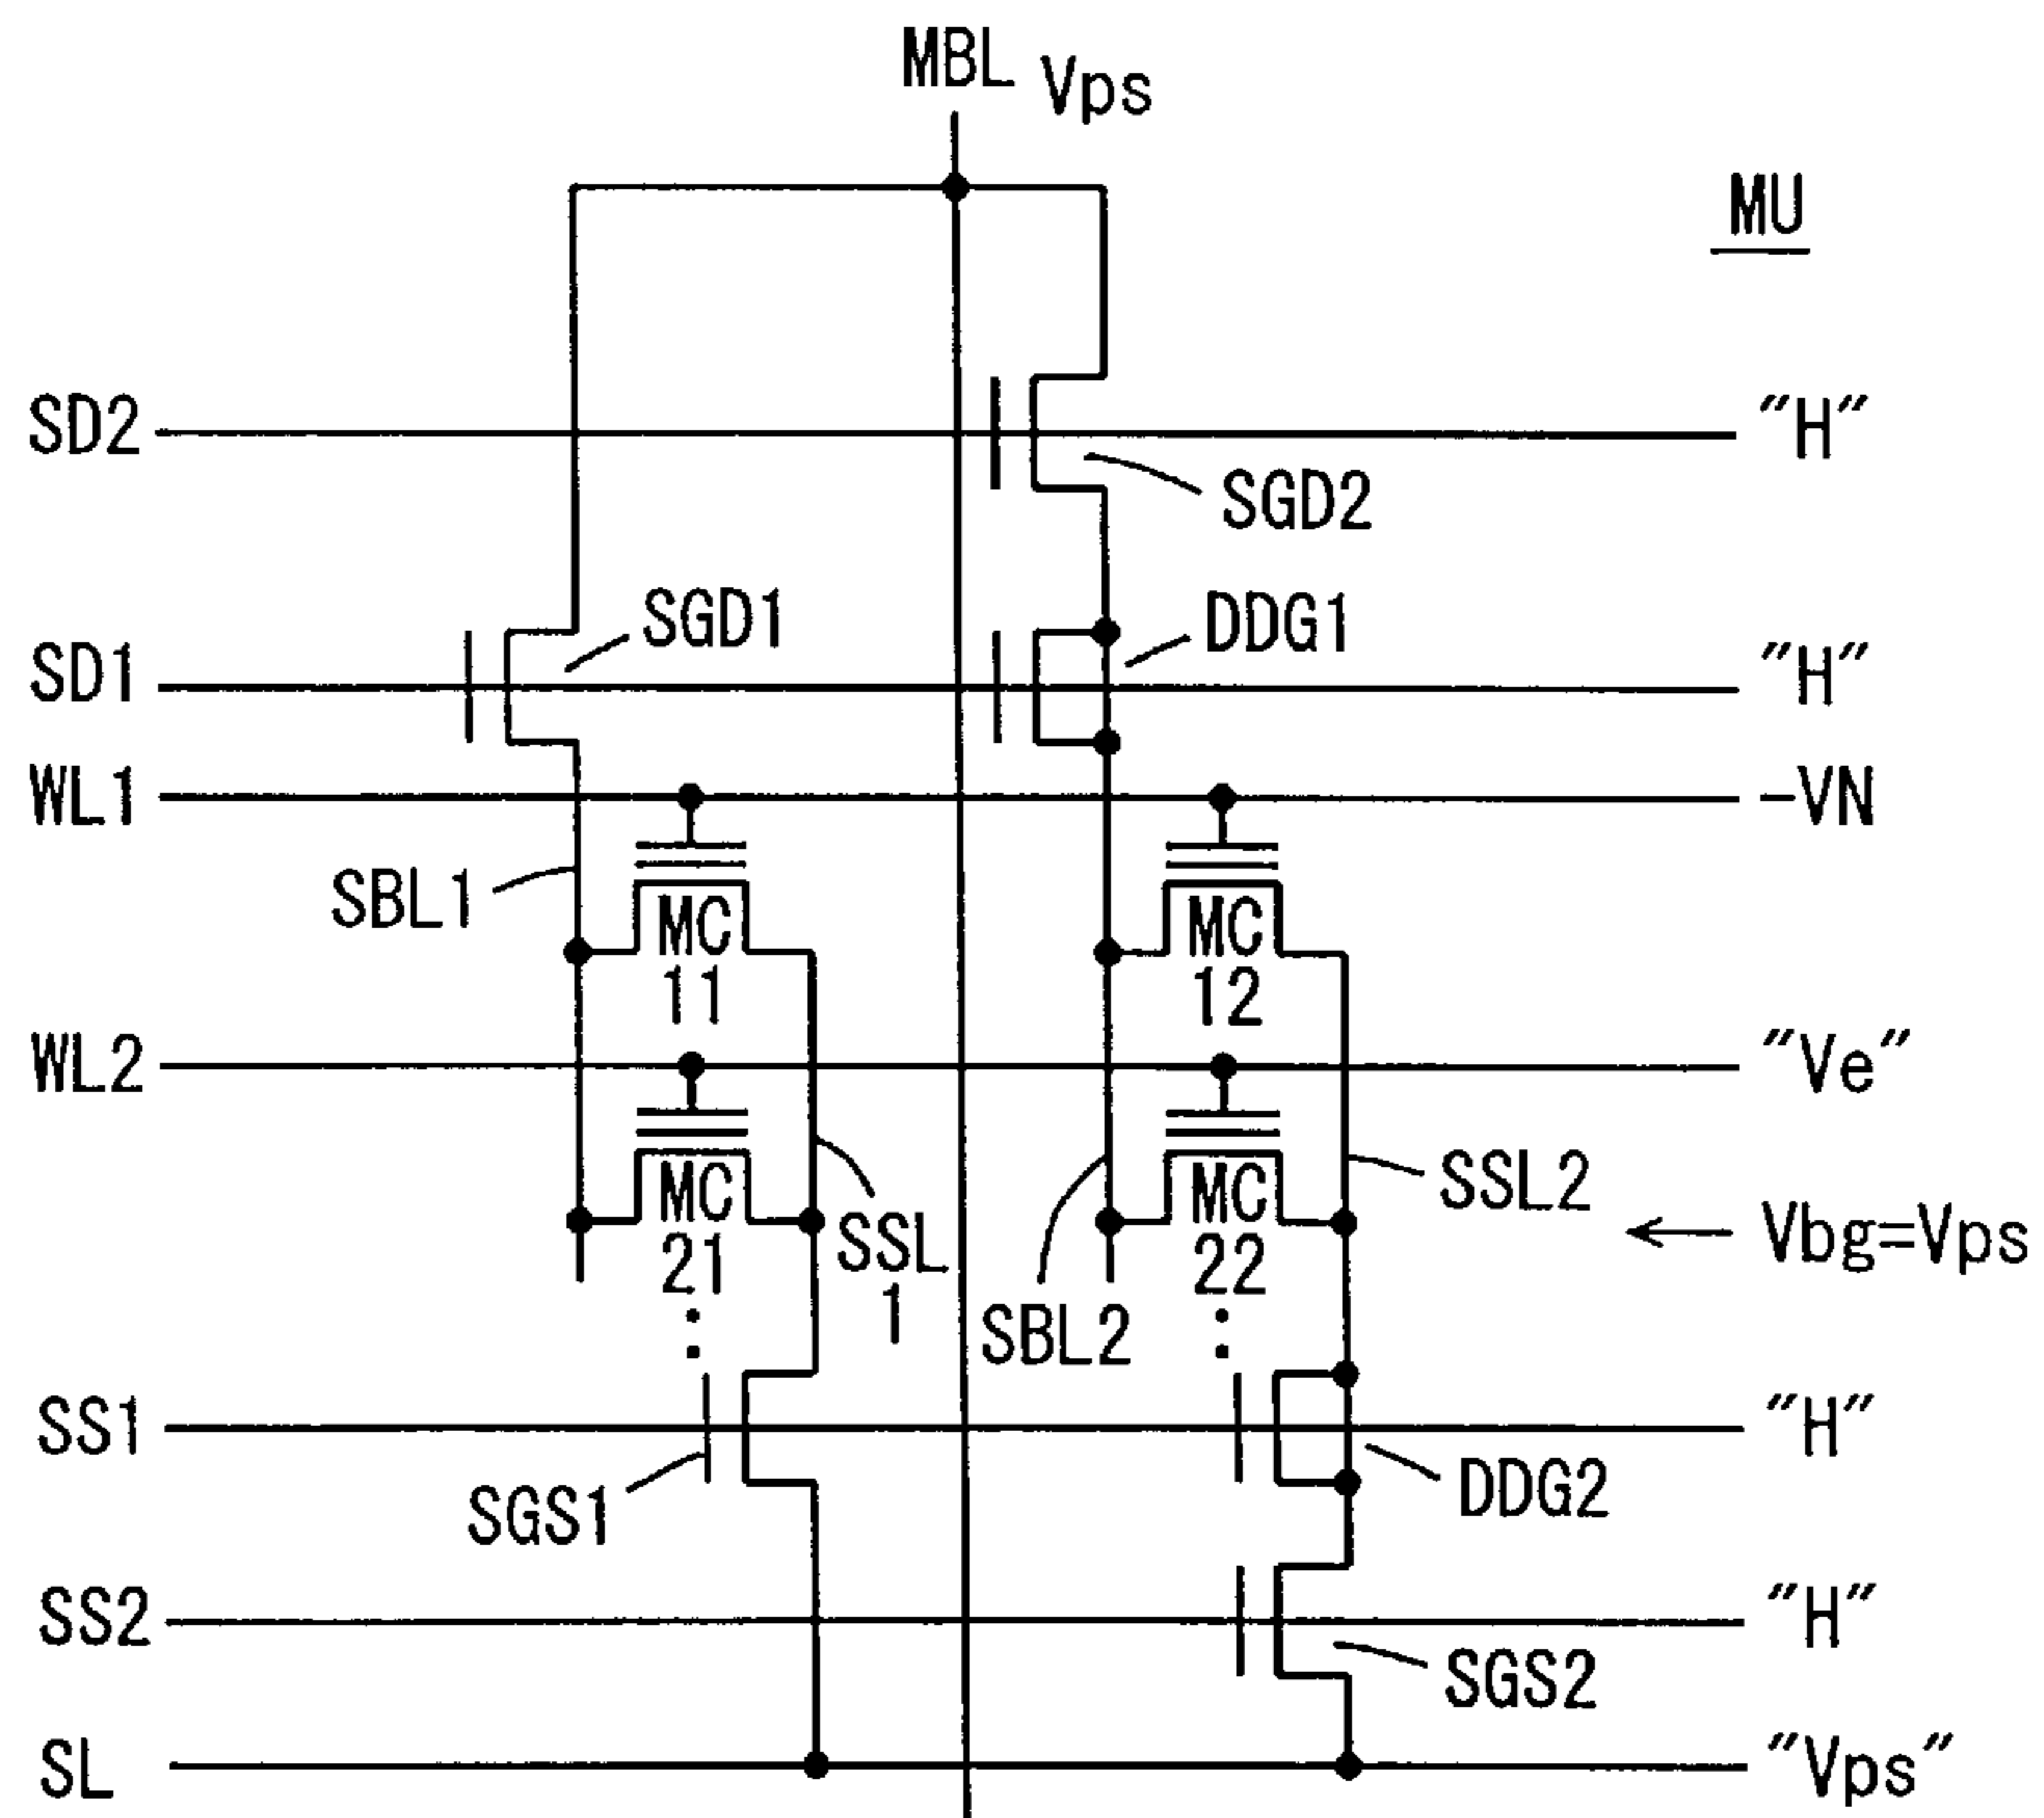 MBL Vps
MU
SD2 "H"
SGD2
SGD1 DDG1
SD1 "H"
WL1 -VN
SBL1 MC 11 MC 12
WL2 "Ve"
MC 21 SSL 1 MC 22 SSL2
← Vbg=Vps
SBL2
SS1 "H"
SGS1 DDG2
SS2 "H"
SGS2
SL "Vps"